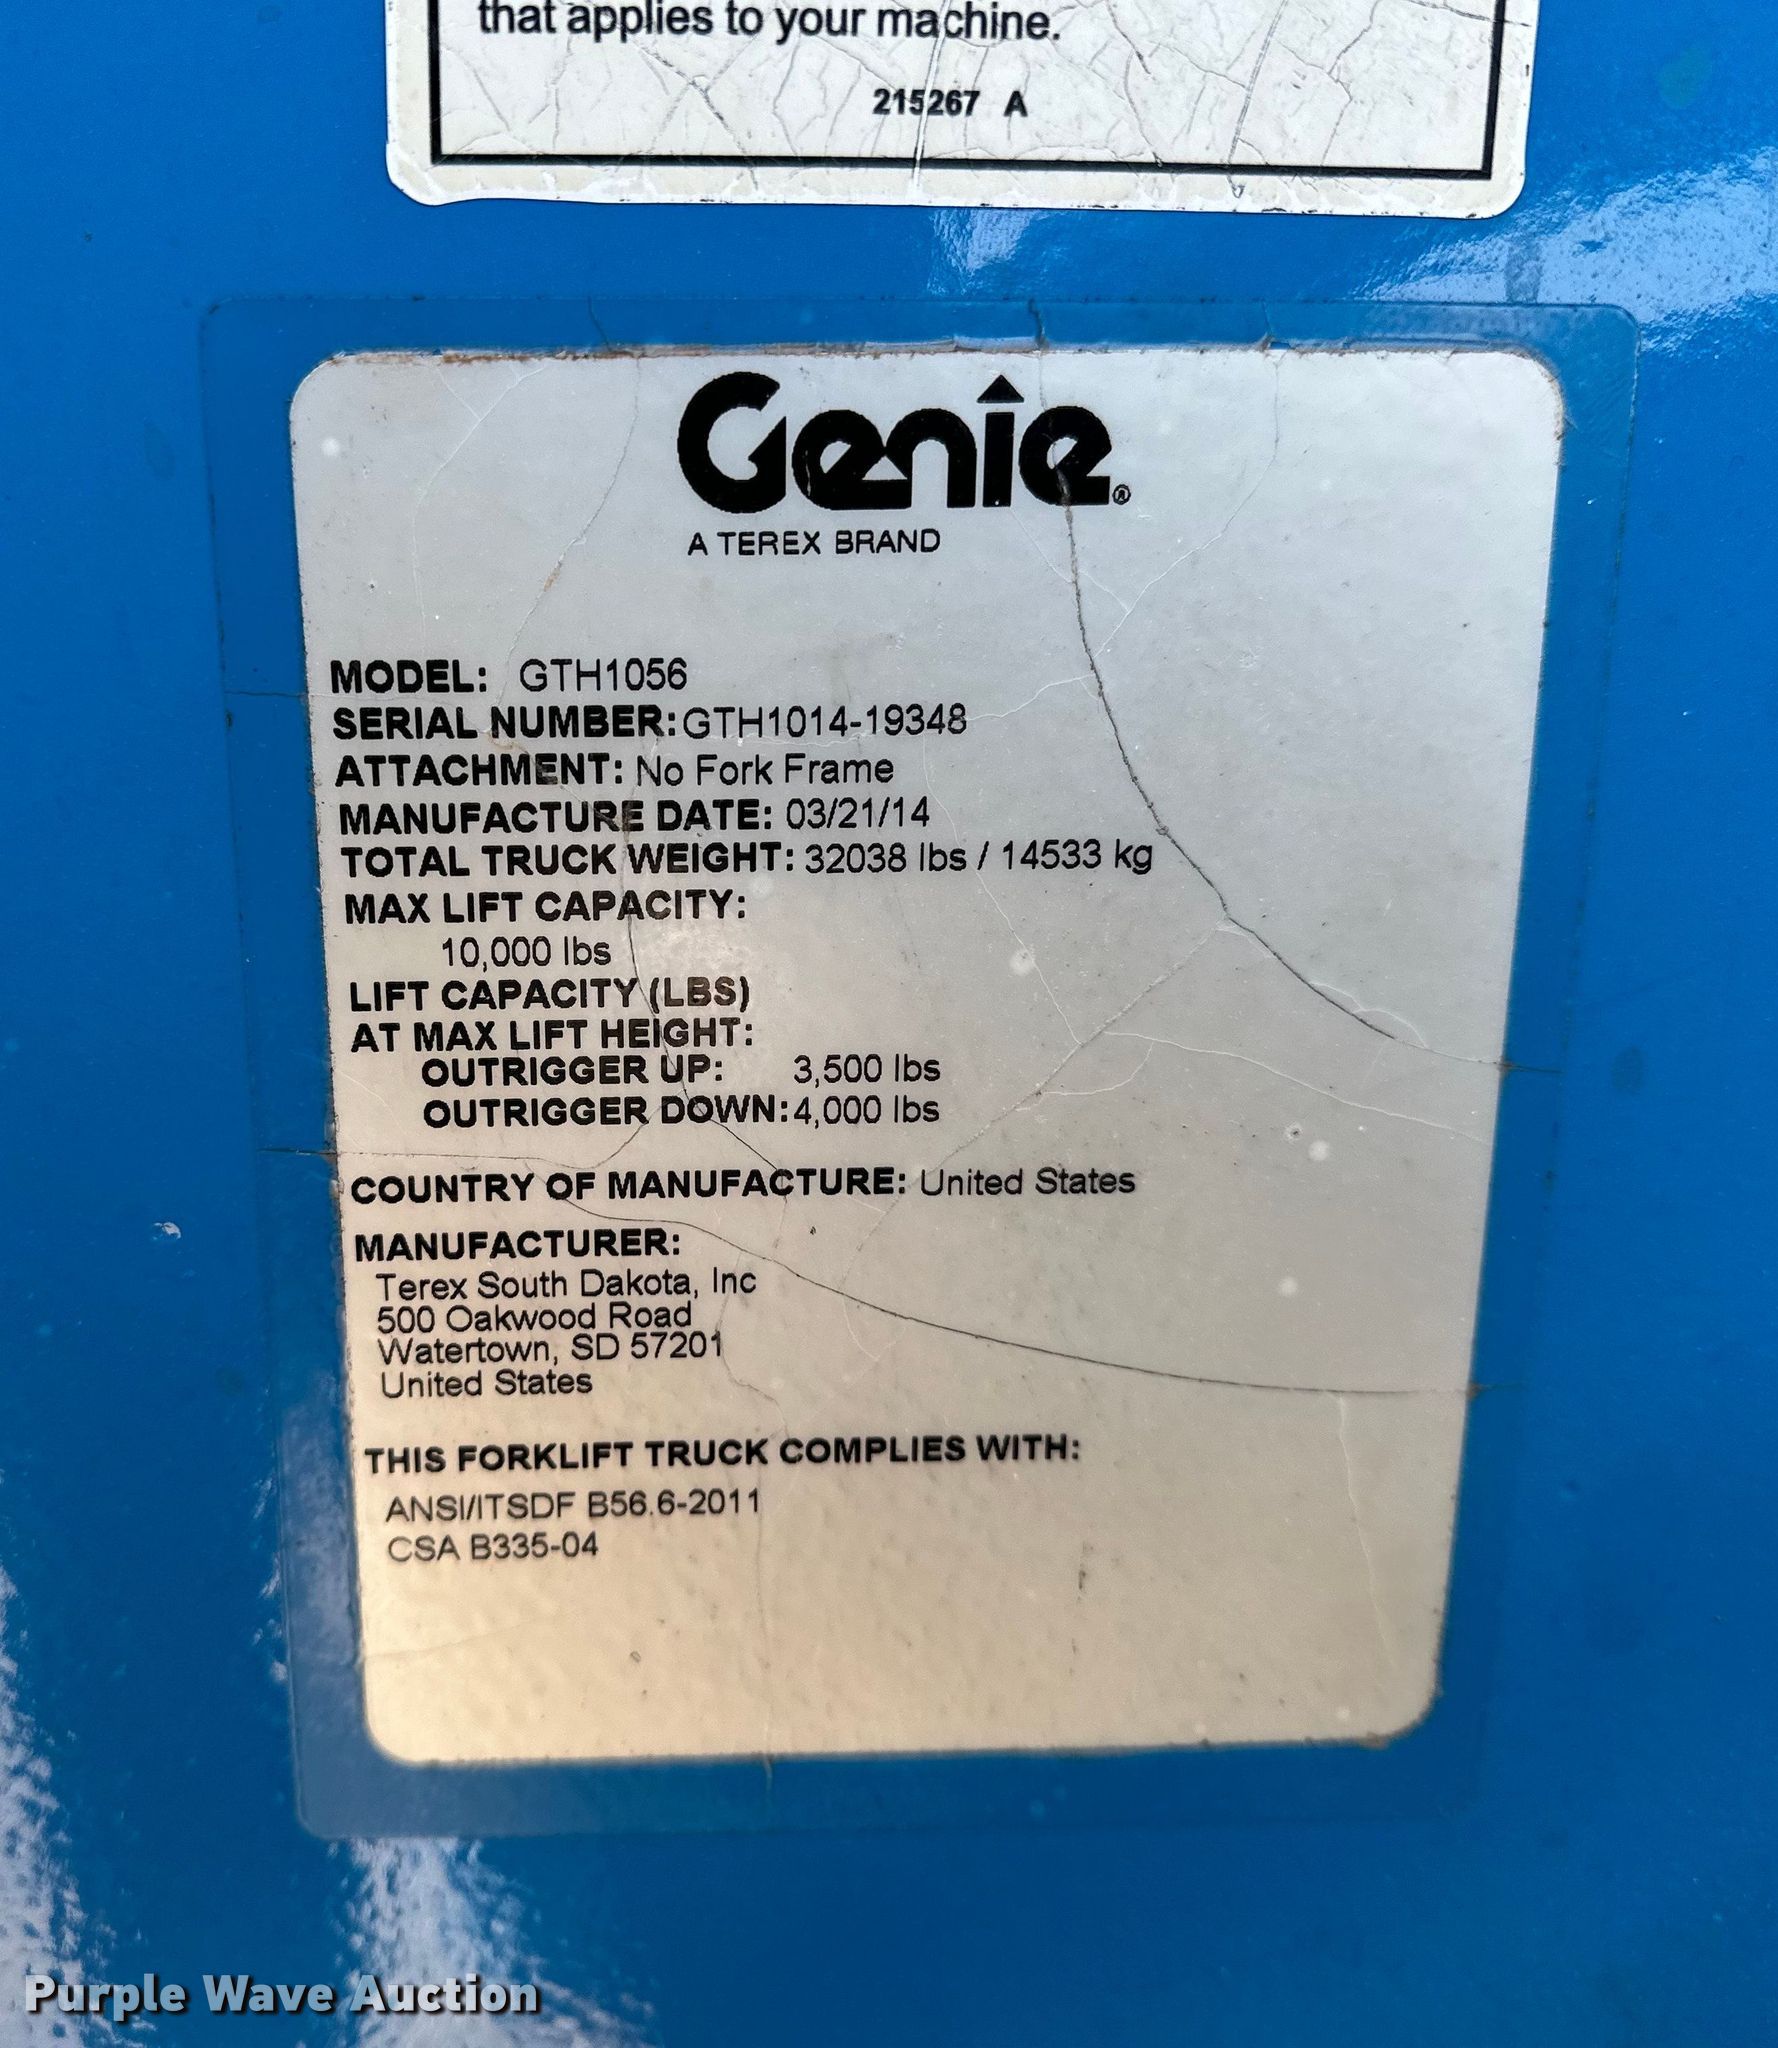 that applies to your machine.
215267 A
Genie®
A TEREX BRAND
MODEL: GTH1056
SERIAL NUMBER: GTH1014-19348
ATTACHMENT: No Fork Frame
MANUFACTURE DATE: 03/21/14
TOTAL TRUCK WEIGHT: 32038 lbs / 14533 kg
MAX LIFT CAPACITY:
10,000 lbs
LIFT CAPACITY (LBS)
AT MAX LIFT HEIGHT:
OUTRIGGER UP: 3,500 lbs
OUTRIGGER DOWN: 4,000 lbs
COUNTRY OF MANUFACTURE: United States
MANUFACTURER:
Terex South Dakota, Inc
500 Oakwood Road
Watertown, SD 57201
United States
THIS FORKLIFT TRUCK COMPLIES WITH:
ANSI/ITSDF B56.6-2011
CSA B335-04
Purple Wave Auction